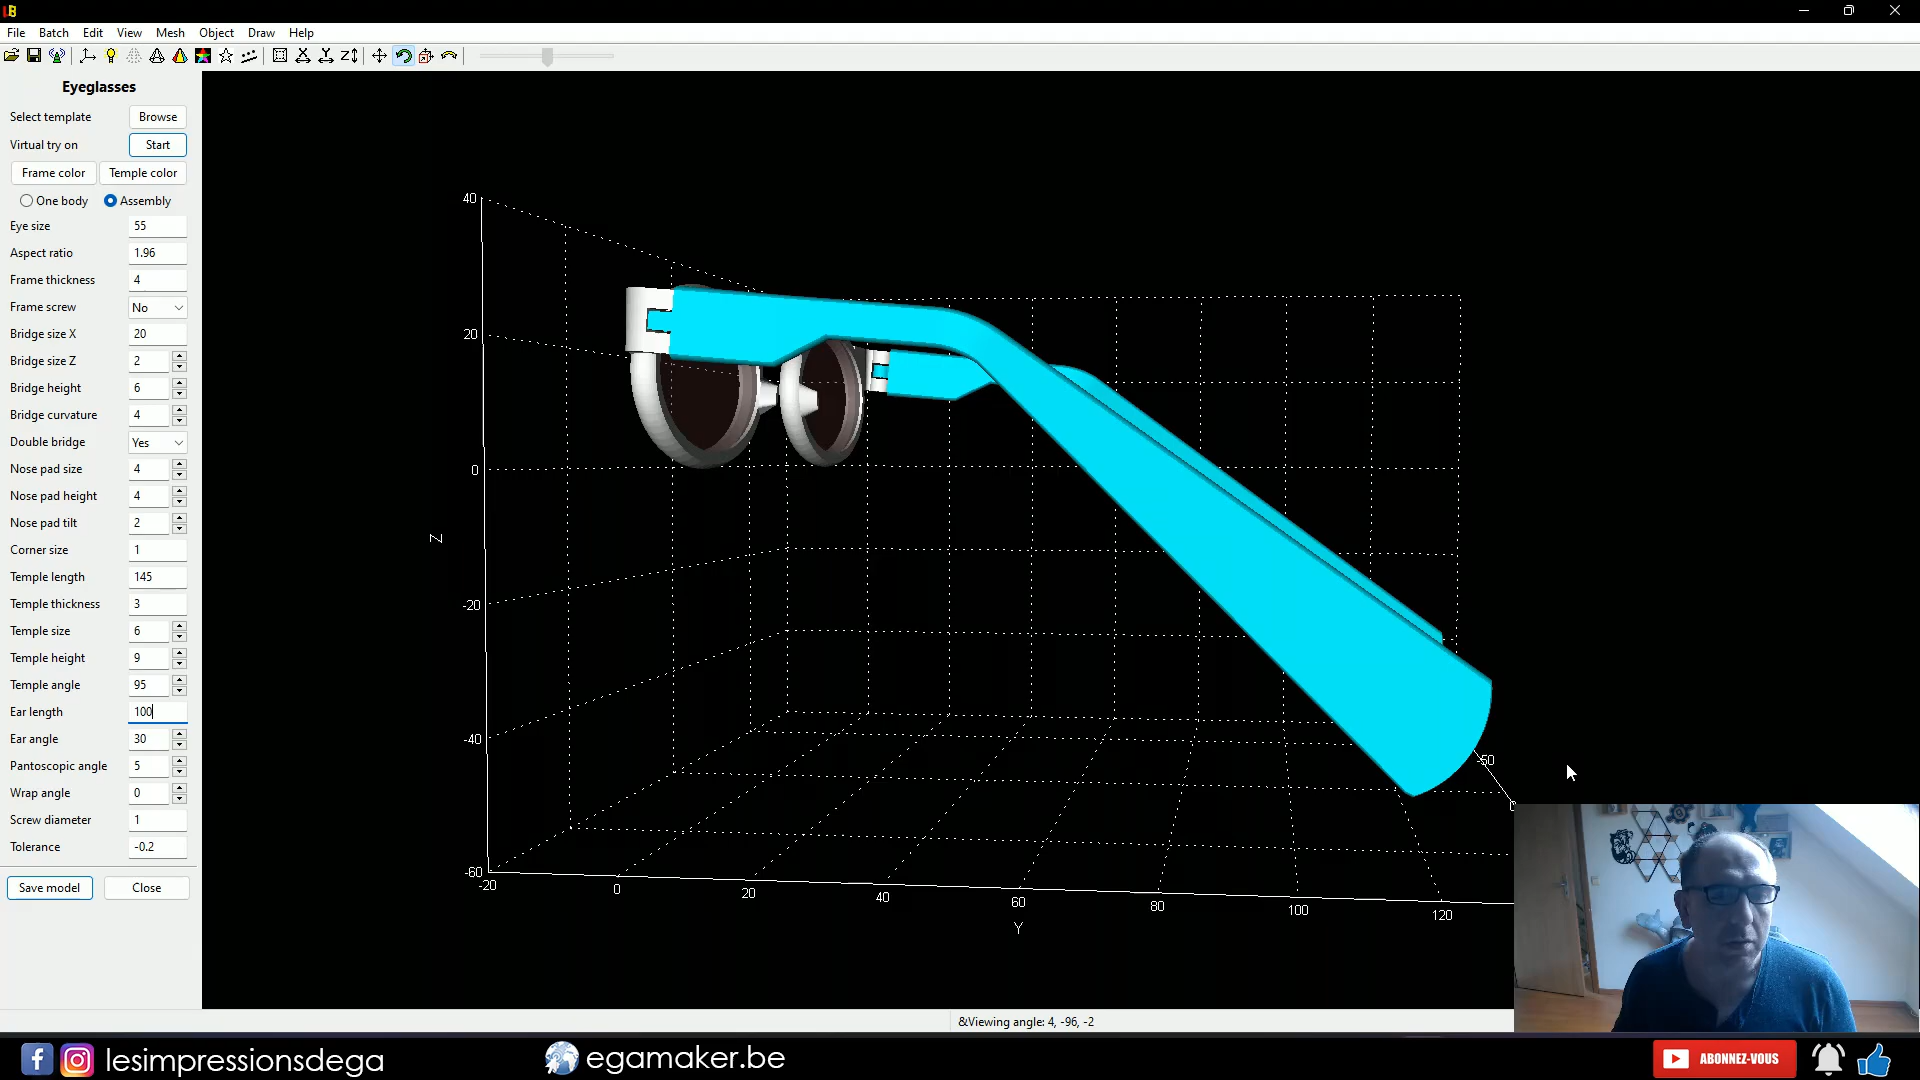 LB
File Batch Edit View Mesh Object Draw Help
Eyeglasses
Select template Browse
Virtual try on Start
Frame color Temple color
One body Assembly
Eye size 55
Aspect ratio 1.96
Frame thickness 4
Frame screw No
Bridge size X 20
Bridge size Z 2
Bridge height 6
Bridge curvature 4
Double bridge Yes
Nose pad size 4
Nose pad height 4
Nose pad tilt 2
Corner size 1
Temple length 145
Temple thickness 3
Temple size 6
Temple height 9
Temple angle 95
Ear length 100
Ear angle 30
Pantoscopic angle 5
Wrap angle 0
Screw diameter 1
Tolerance -0.2
Save model Close
40
20
0
-20
-40
-60
Z
-20 0 20 40 60 80 100 120
Y
-50
0
&Viewing angle: 4, -96, -2
lesimpressionsdega
egamaker.be
ABONNEZ-VOUS